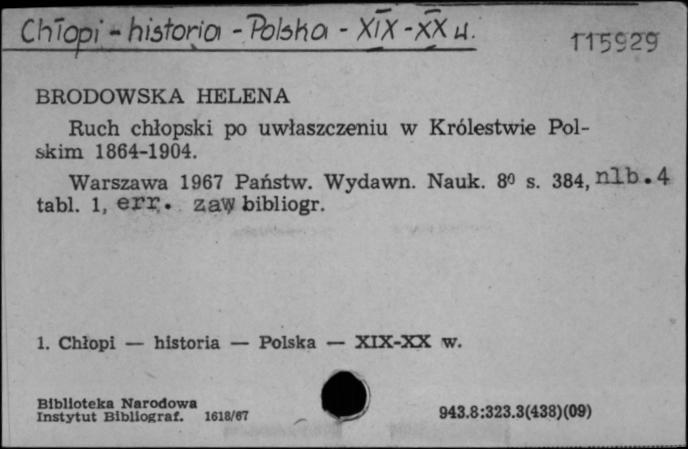 Chłopi - historia - Polska - XIX - XX w.
115929
BRODOWSKA HELENA
Ruch chłopski po uwłaszczeniu w Królestwie Pol-
skim 1864-1904.
Warszawa 1967 Państw. Wydawn. Nauk. 8⁰ s. 384, nlb. 4
tabl. 1, err. zaw bibliogr.
1. Chłopi — historia — Polska — XIX-XX w.
Biblioteka Narodowa
Instytut Bibliograf. 1618/67
943.8:323.3(438)(09)